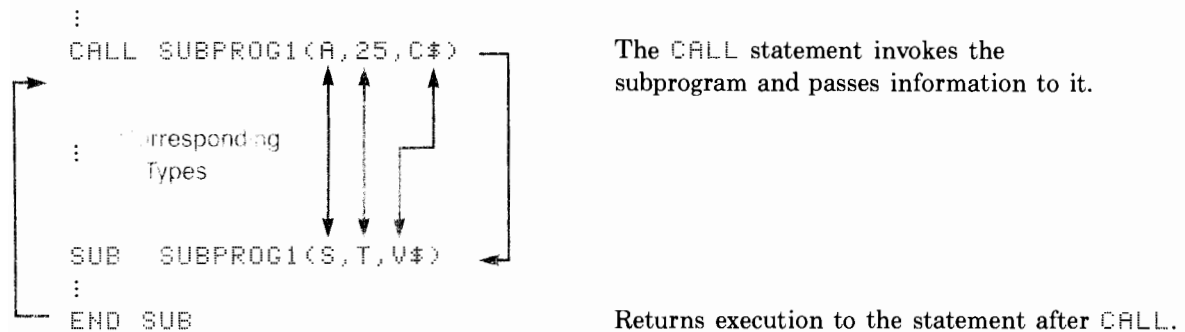 ⋮
CALL SUBPROG1(A,25,C$)
The CALL statement invokes the
subprogram and passes information to it.
⋮
Types
SUB SUBPROG1(S,T,V$)
⋮
END SUB
Returns execution to the statement after CALL.